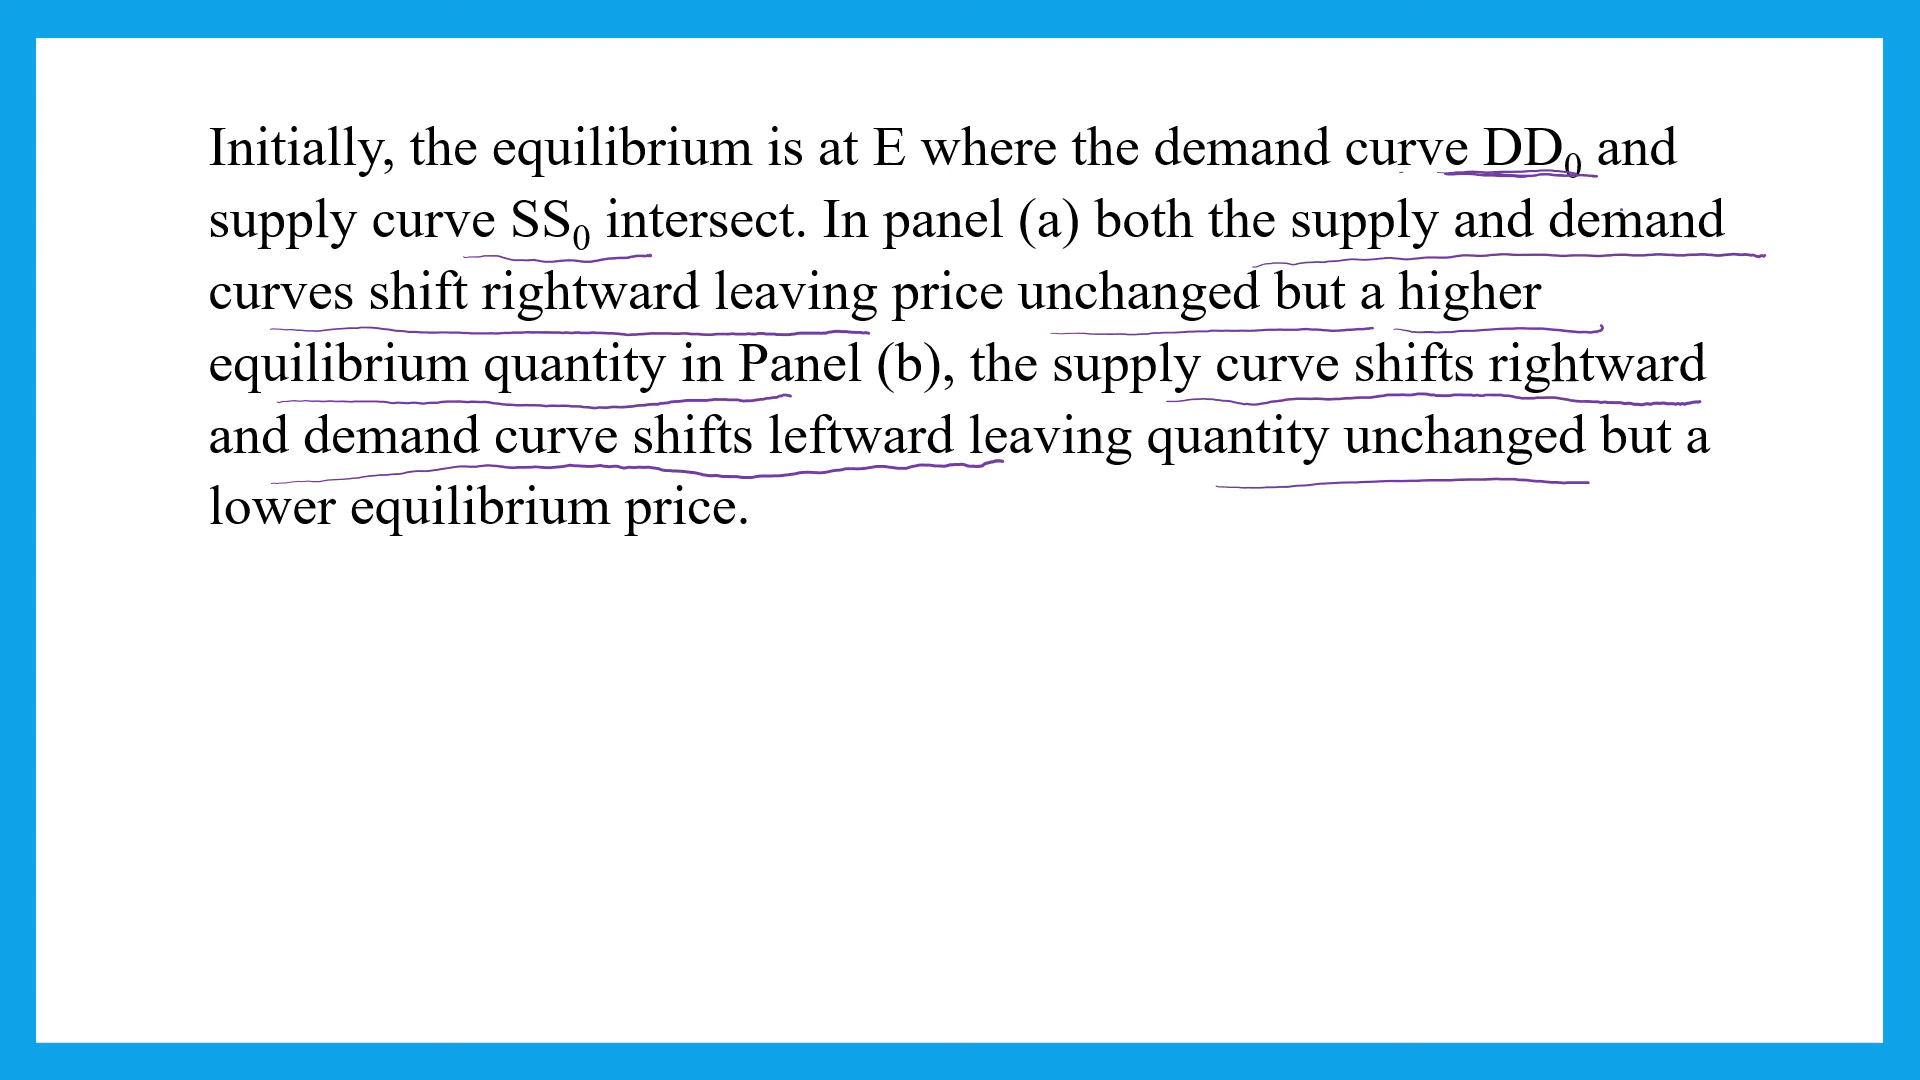 Initially, the equilibrium is at E where the demand curve DD₀ and
supply curve SS₀ intersect. In panel (a) both the supply and demand
curves shift rightward leaving price unchanged but a higher
equilibrium quantity in Panel (b), the supply curve shifts rightward
and demand curve shifts leftward leaving quantity unchanged but a
lower equilibrium price.